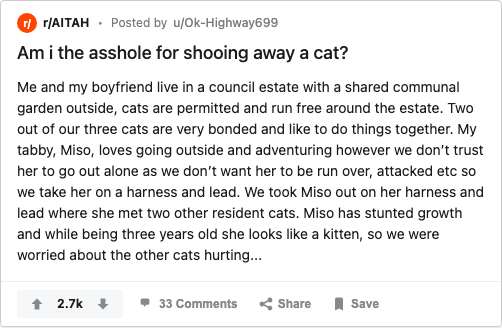 r/ r/AITAH · Posted by u/Ok-Highway699
Am i the asshole for shooing away a cat?
Me and my boyfriend live in a council estate with a shared communal
garden outside, cats are permitted and run free around the estate. Two
out of our three cats are very bonded and like to do things together. My
tabby, Miso, loves going outside and adventuring however we don’t trust
her to go out alone as we don’t want her to be run over, attacked etc so
we take her on a harness and lead. We took Miso out on her harness and
lead where she met two other resident cats. Miso has stunted growth
and while being three years old she looks like a kitten, so we were
worried about the other cats hurting...
2.7k 33 Comments Share Save